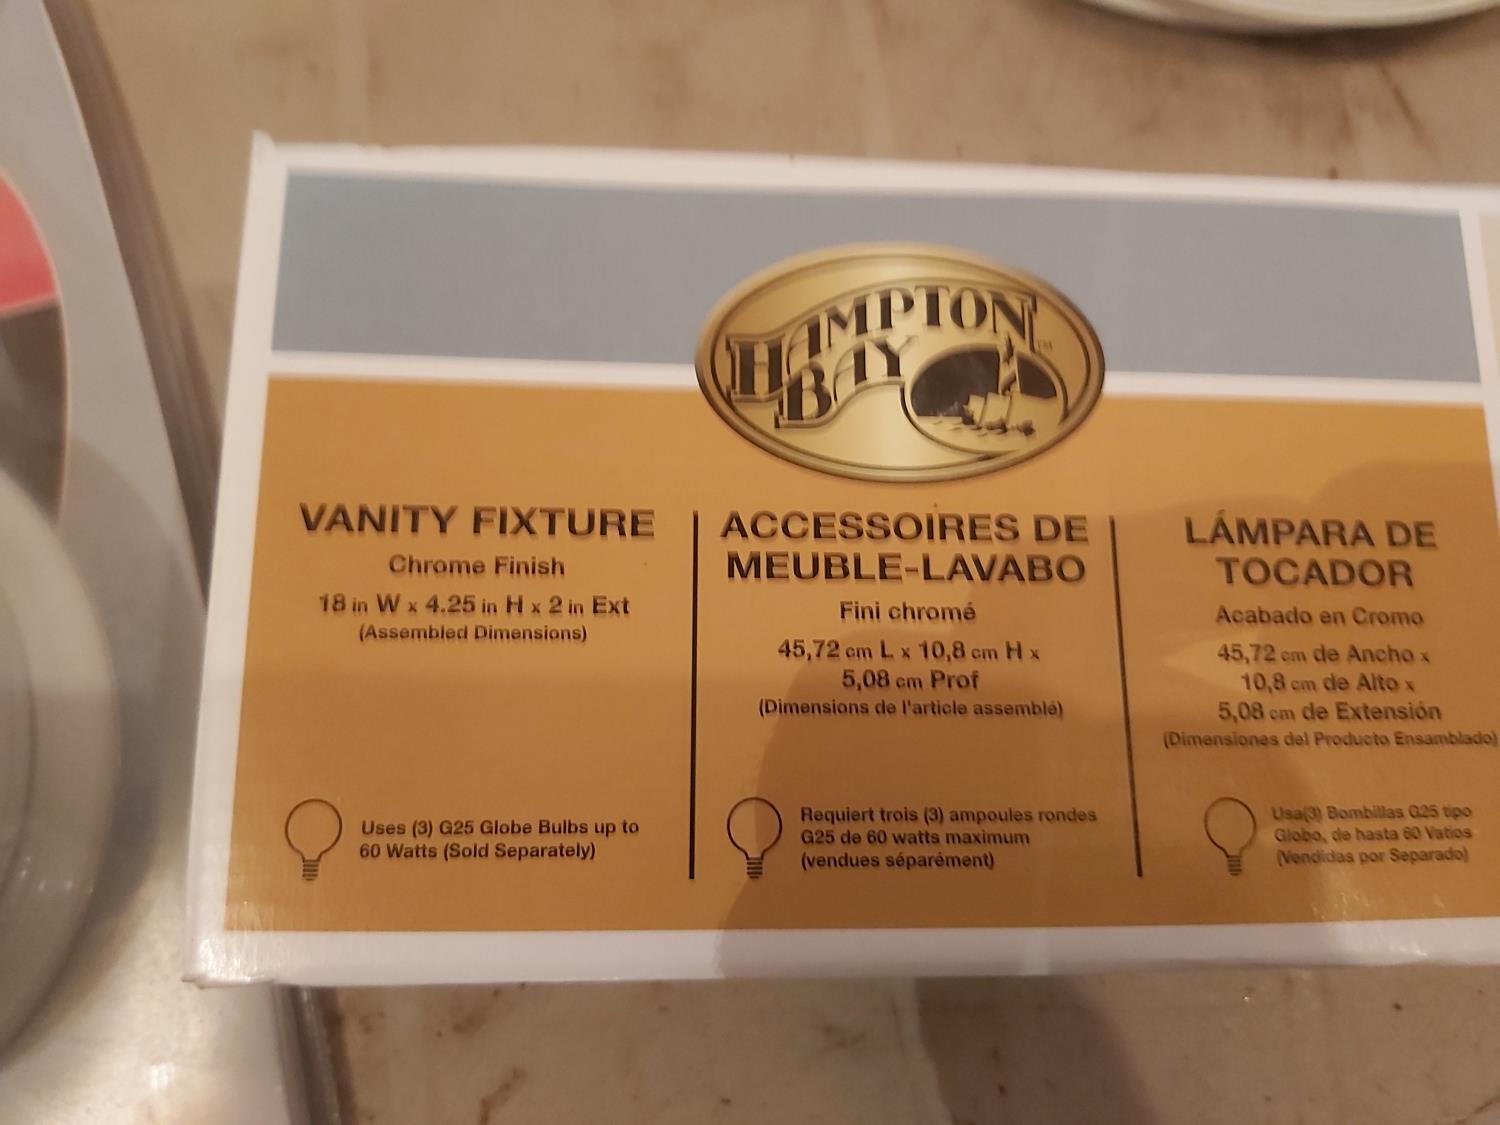 HAMPTON
BAY
TM
VANITY FIXTURE
Chrome Finish
18 in W x 4.25 in H x 2 in Ext
(Assembled Dimensions)
Uses (3) G25 Globe Bulbs up to
60 Watts (Sold Separately)
ACCESSOIRES DE
MEUBLE-LAVABO
Fini chromé
45,72 cm L x 10,8 cm H x
5,08 cm Prof
(Dimensions de l'article assemblé)
Requiert trois (3) ampoules rondes
G25 de 60 watts maximum
(vendues séparément)
LÁMPARA DE
TOCADOR
Acabado en Cromo
45,72 cm de Ancho x
10,8 cm de Alto x
5,08 cm de Extensión
(Dimensiones del Producto Ensamblado)
Usa(3) Bombillas G25 tipo
Globo, de hasta 60 Vatios
(Vendidas por Separado)